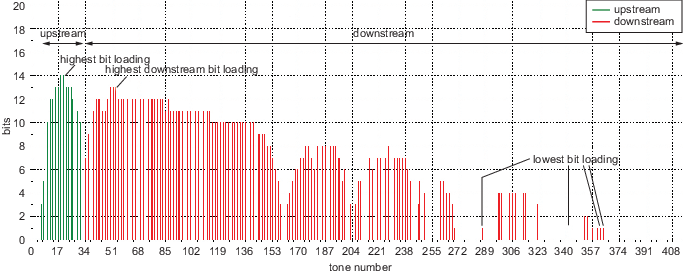 20
18
16
14
12
10
8
6
4
2
0
bits
upstream
downstream
highest bit loading
highest downstream bit loading
lowest bit loading
upstream
downstream
0 17 34 51 68 85 102 119 136 153 170 187 204 221 238 255 272 289 306 323 340 357 374 391 408
tone number